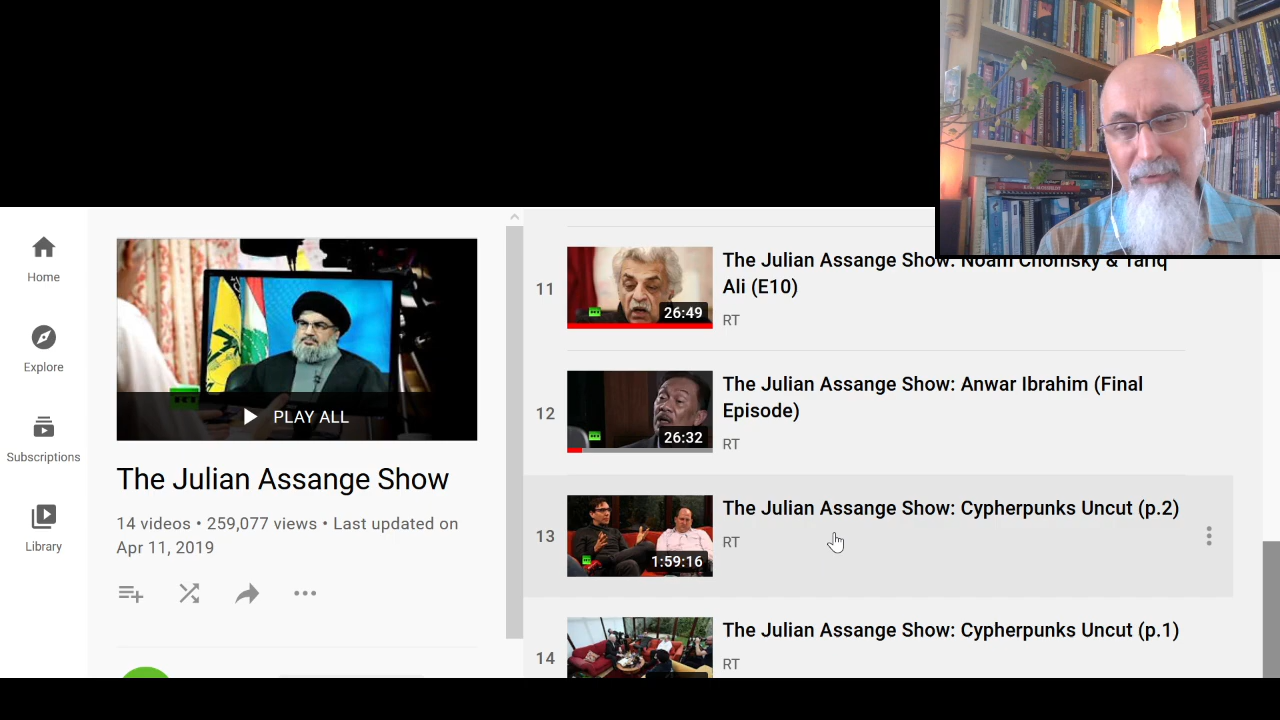 Home
Explore
Subscriptions
Library
PLAY ALL
The Julian Assange Show
14 videos • 259,077 views • Last updated on
Apr 11, 2019
11
26:49
The Julian Assange Show: Noam Chomsky & Tariq
Ali (E10)
RT
12
26:32
The Julian Assange Show: Anwar Ibrahim (Final
Episode)
RT
13
1:59:16
The Julian Assange Show: Cypherpunks Uncut (p.2)
RT
14
The Julian Assange Show: Cypherpunks Uncut (p.1)
RT